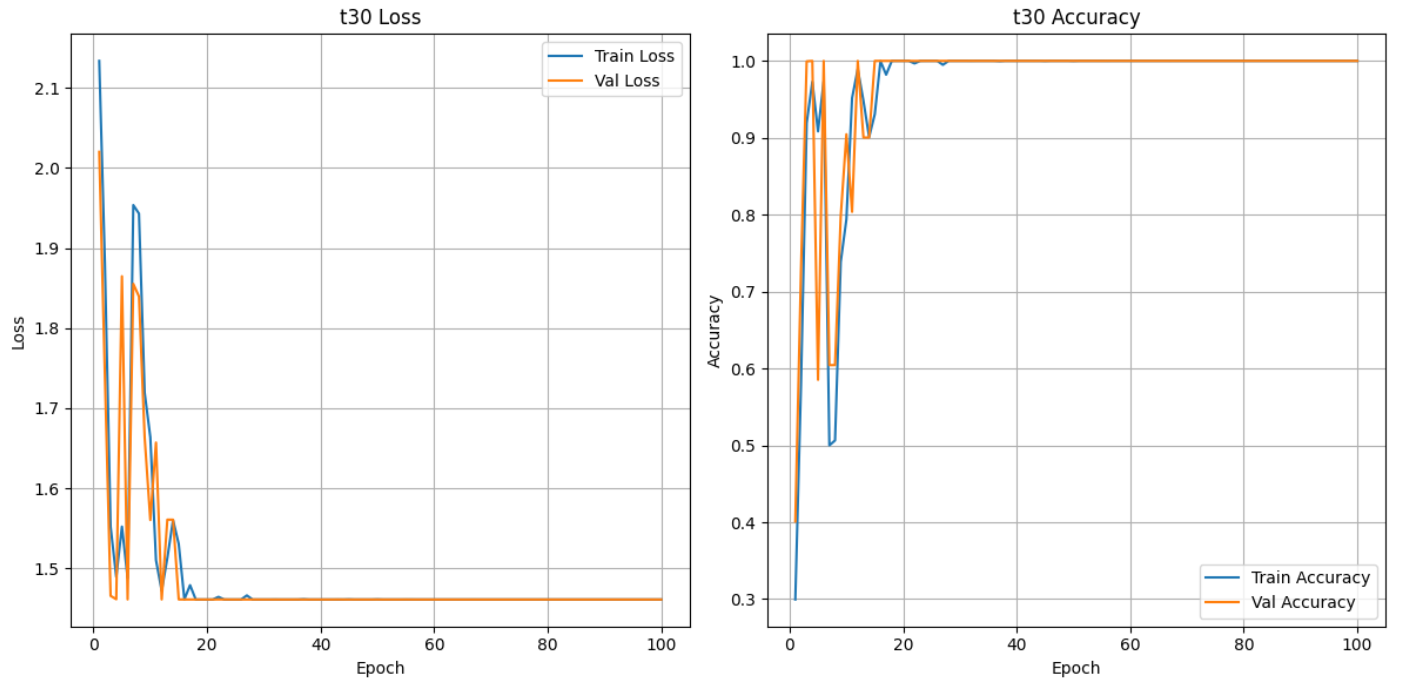 t30 Loss
Train Loss
Val Loss
2.1
2.0
1.9
1.8
1.7
1.6
1.5
Loss
0 20 40 60 80 100
Epoch
t30 Accuracy
1.0
0.9
0.8
0.7
0.6
0.5
0.4
0.3
Accuracy
Train Accuracy
Val Accuracy
0 20 40 60 80 100
Epoch